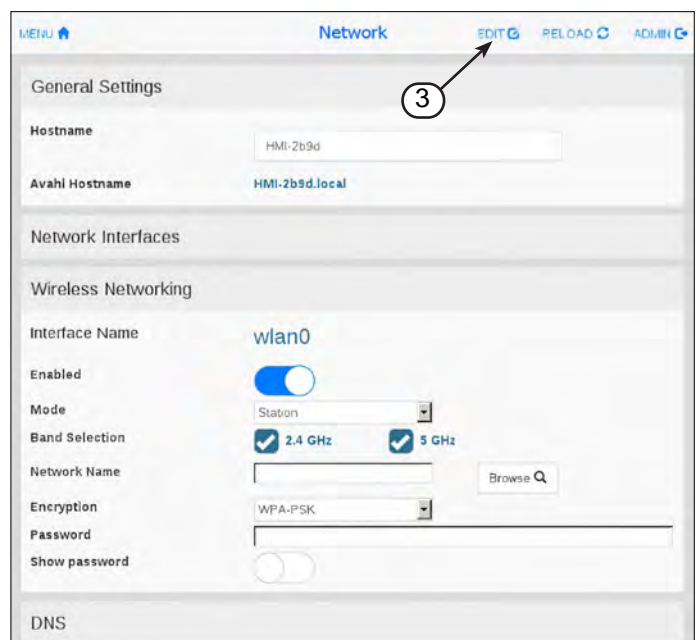 MENU Network EDIT RELOAD ADMIN
3
General Settings
Hostname HMI-2b9d
Avahi Hostname HMI-2b9d.local
Network Interfaces
Wireless Networking
Interface Name wlan0
Enabled
Mode Station
Band Selection 2.4 GHz 5 GHz
Network Name Browse
Encryption WPA-PSK
Password
Show password
DNS